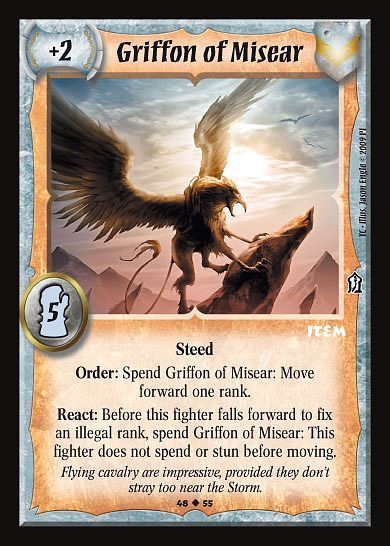 +2
Griffon of Misear
TC • Illus. Jason Engle © 2009 P1
5
ITEM
Steed
Order: Spend Griffon of Misear: Move
forward one rank.
React: Before this fighter falls forward to fix
an illegal rank, spend Griffon of Misear: This
fighter does not spend or stun before moving.
Flying cavalry are impressive, provided they don't
stray too near the Storm.
48 ◆ 55